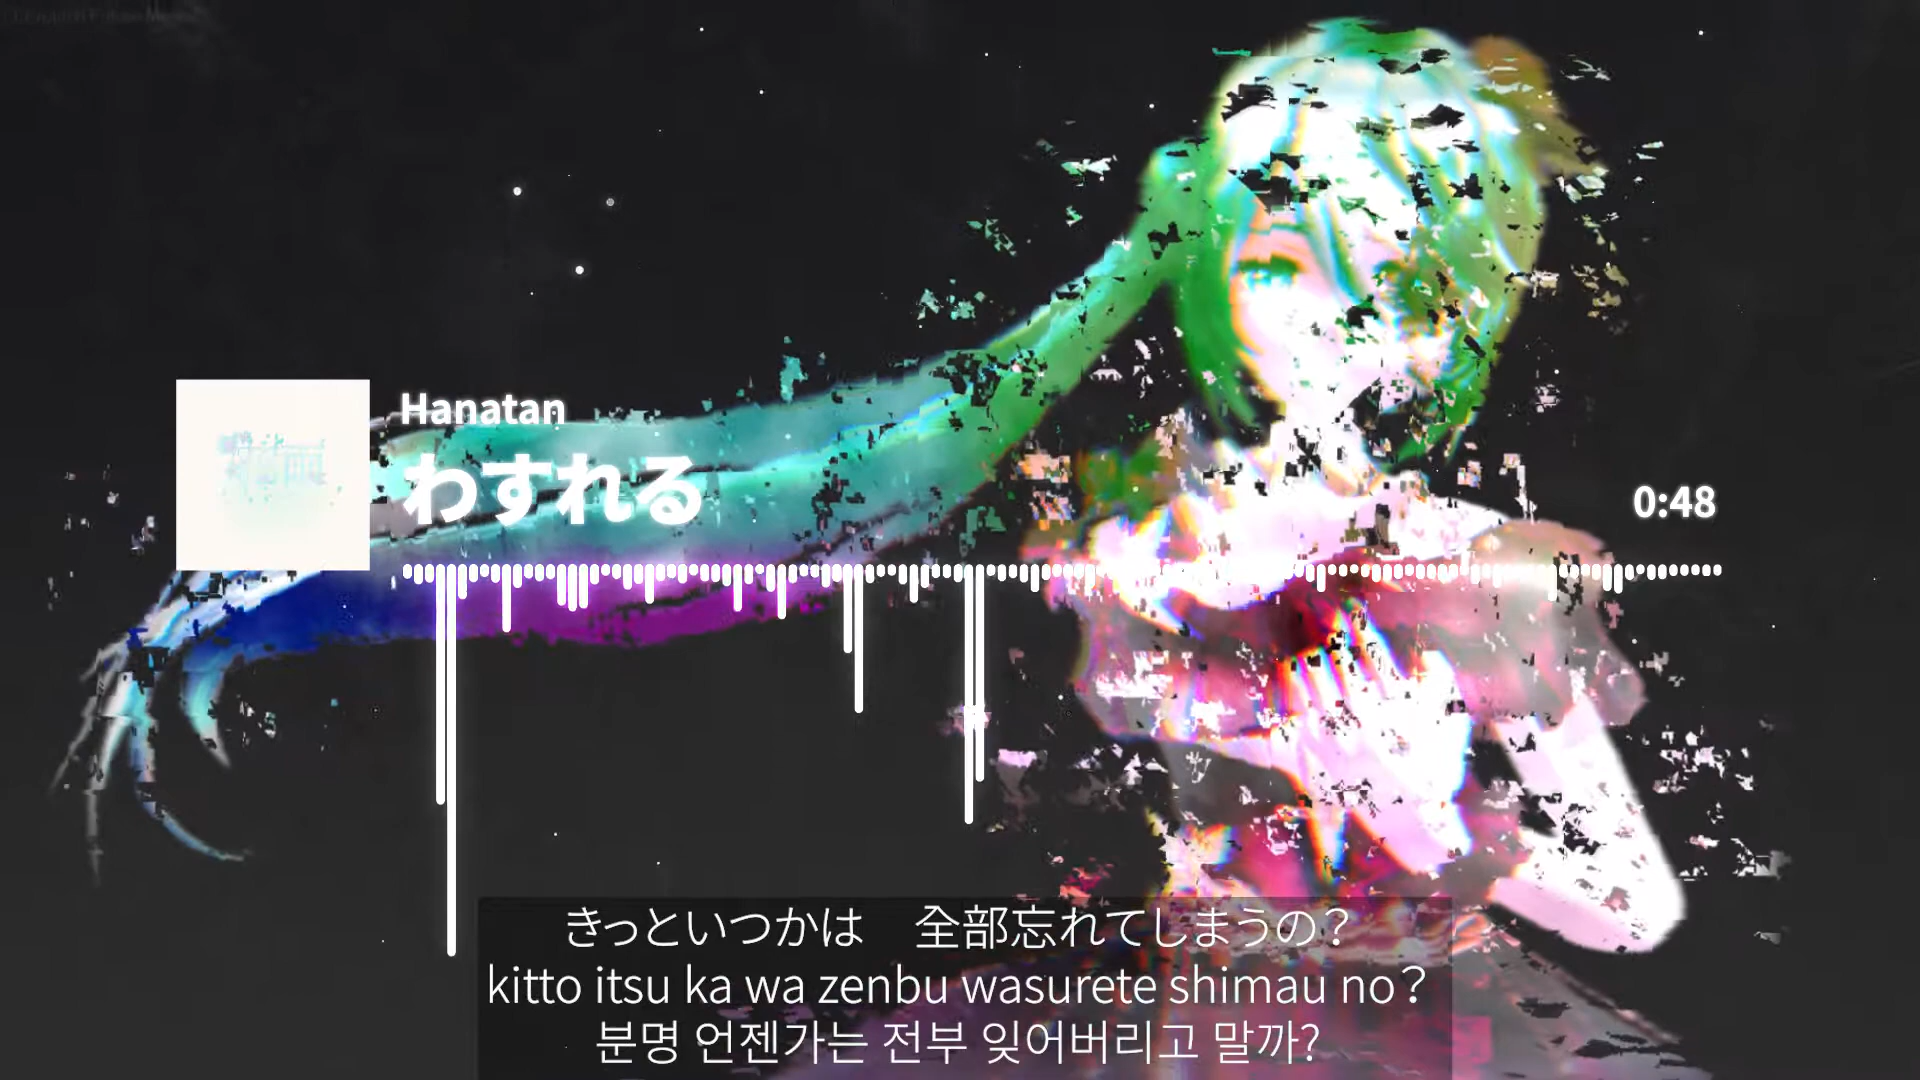 Hanatan
わすれる
0:48
きっといつかは　全部忘れてしまうの？
kitto itsu ka wa zenbu wasurete shimau no？
분명 언젠가는 전부 잊어버리고 말까?